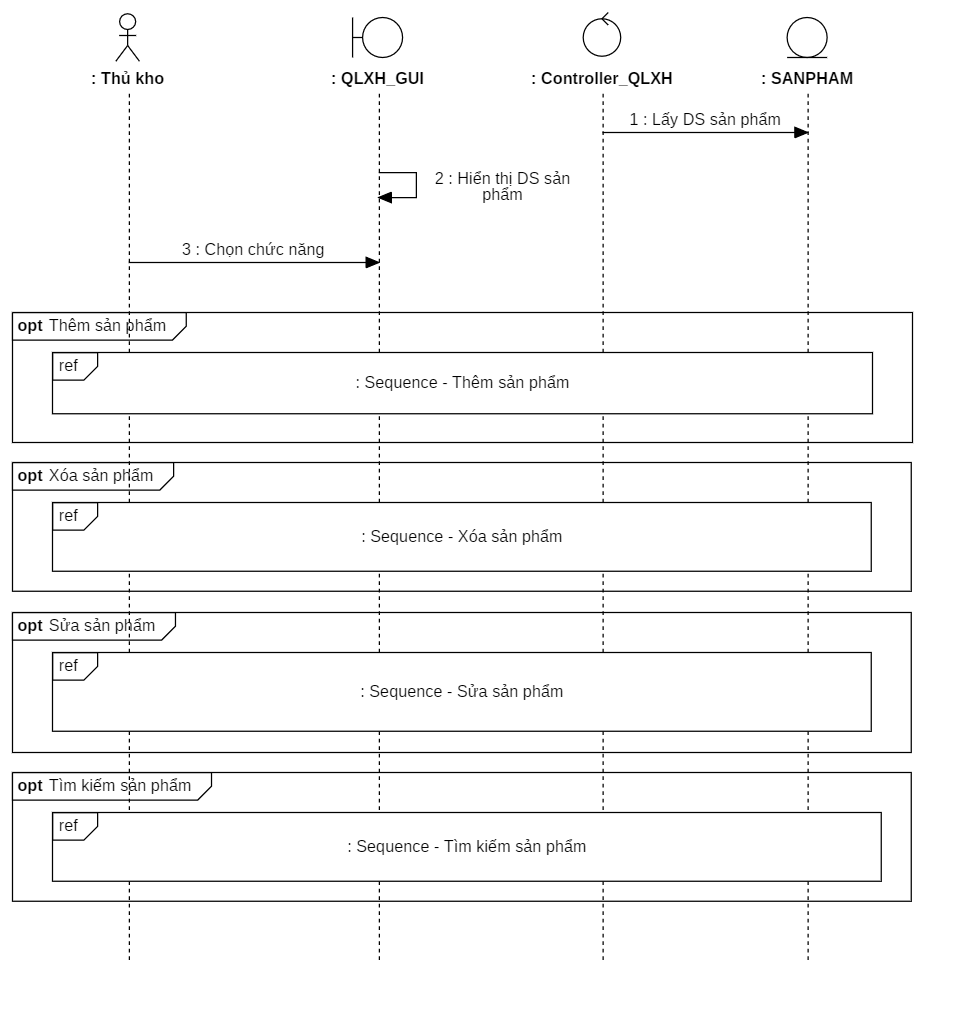 : Thủ kho
: QLXH_GUI
: Controller_QLXH
: SANPHAM
1 : Lấy DS sản phẩm
2 : Hiển thị DS sản
phẩm
3 : Chọn chức năng
opt Thêm sản phẩm
ref
: Sequence - Thêm sản phẩm
opt Xóa sản phẩm
ref
: Sequence - Xóa sản phẩm
opt Sửa sản phẩm
ref
: Sequence - Sửa sản phẩm
opt Tìm kiếm sản phẩm
ref
: Sequence - Tìm kiếm sản phẩm